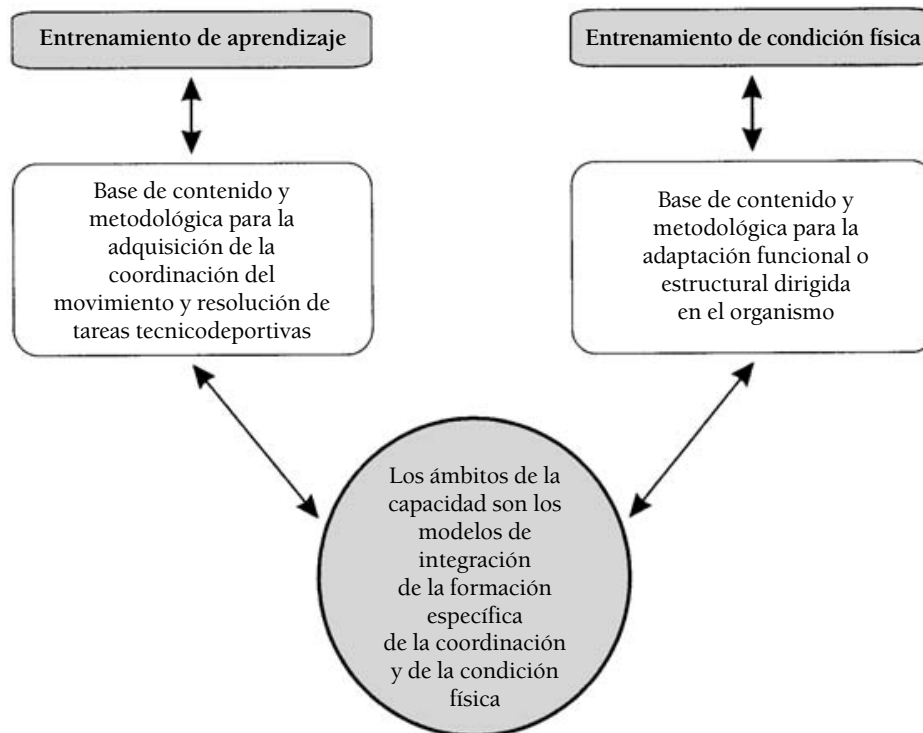 Entrenamiento de aprendizaje
Entrenamiento de condición física
Base de contenido y
metodológica para la
adquisición de la
coordinación del
movimiento y resolución de
tareas tecnicodeportivas
Base de contenido y
metodológica para la
adaptación funcional o
estructural dirigida
en el organismo
Los ámbitos de la
capacidad son los
modelos de
integración
de la formación
específica
de la coordinación
y de la condición
física